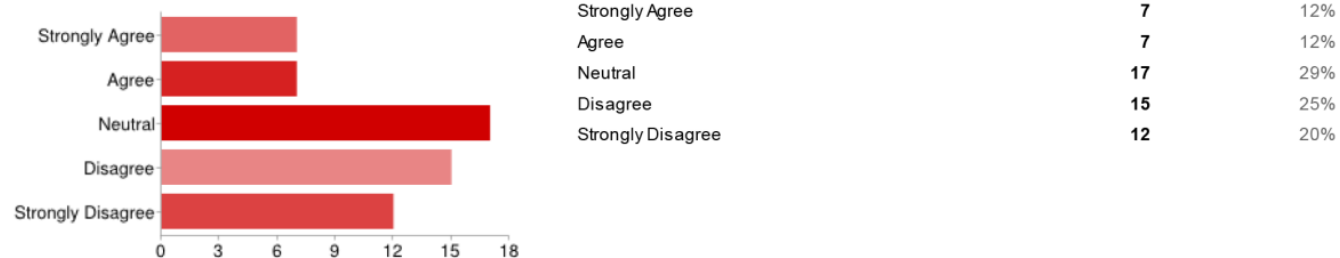 Strongly Agree
Agree
Neutral
Disagree
Strongly Disagree
0 3 6 9 12 15 18
Strongly Agree 7 12%
Agree 7 12%
Neutral 17 29%
Disagree 15 25%
Strongly Disagree 12 20%